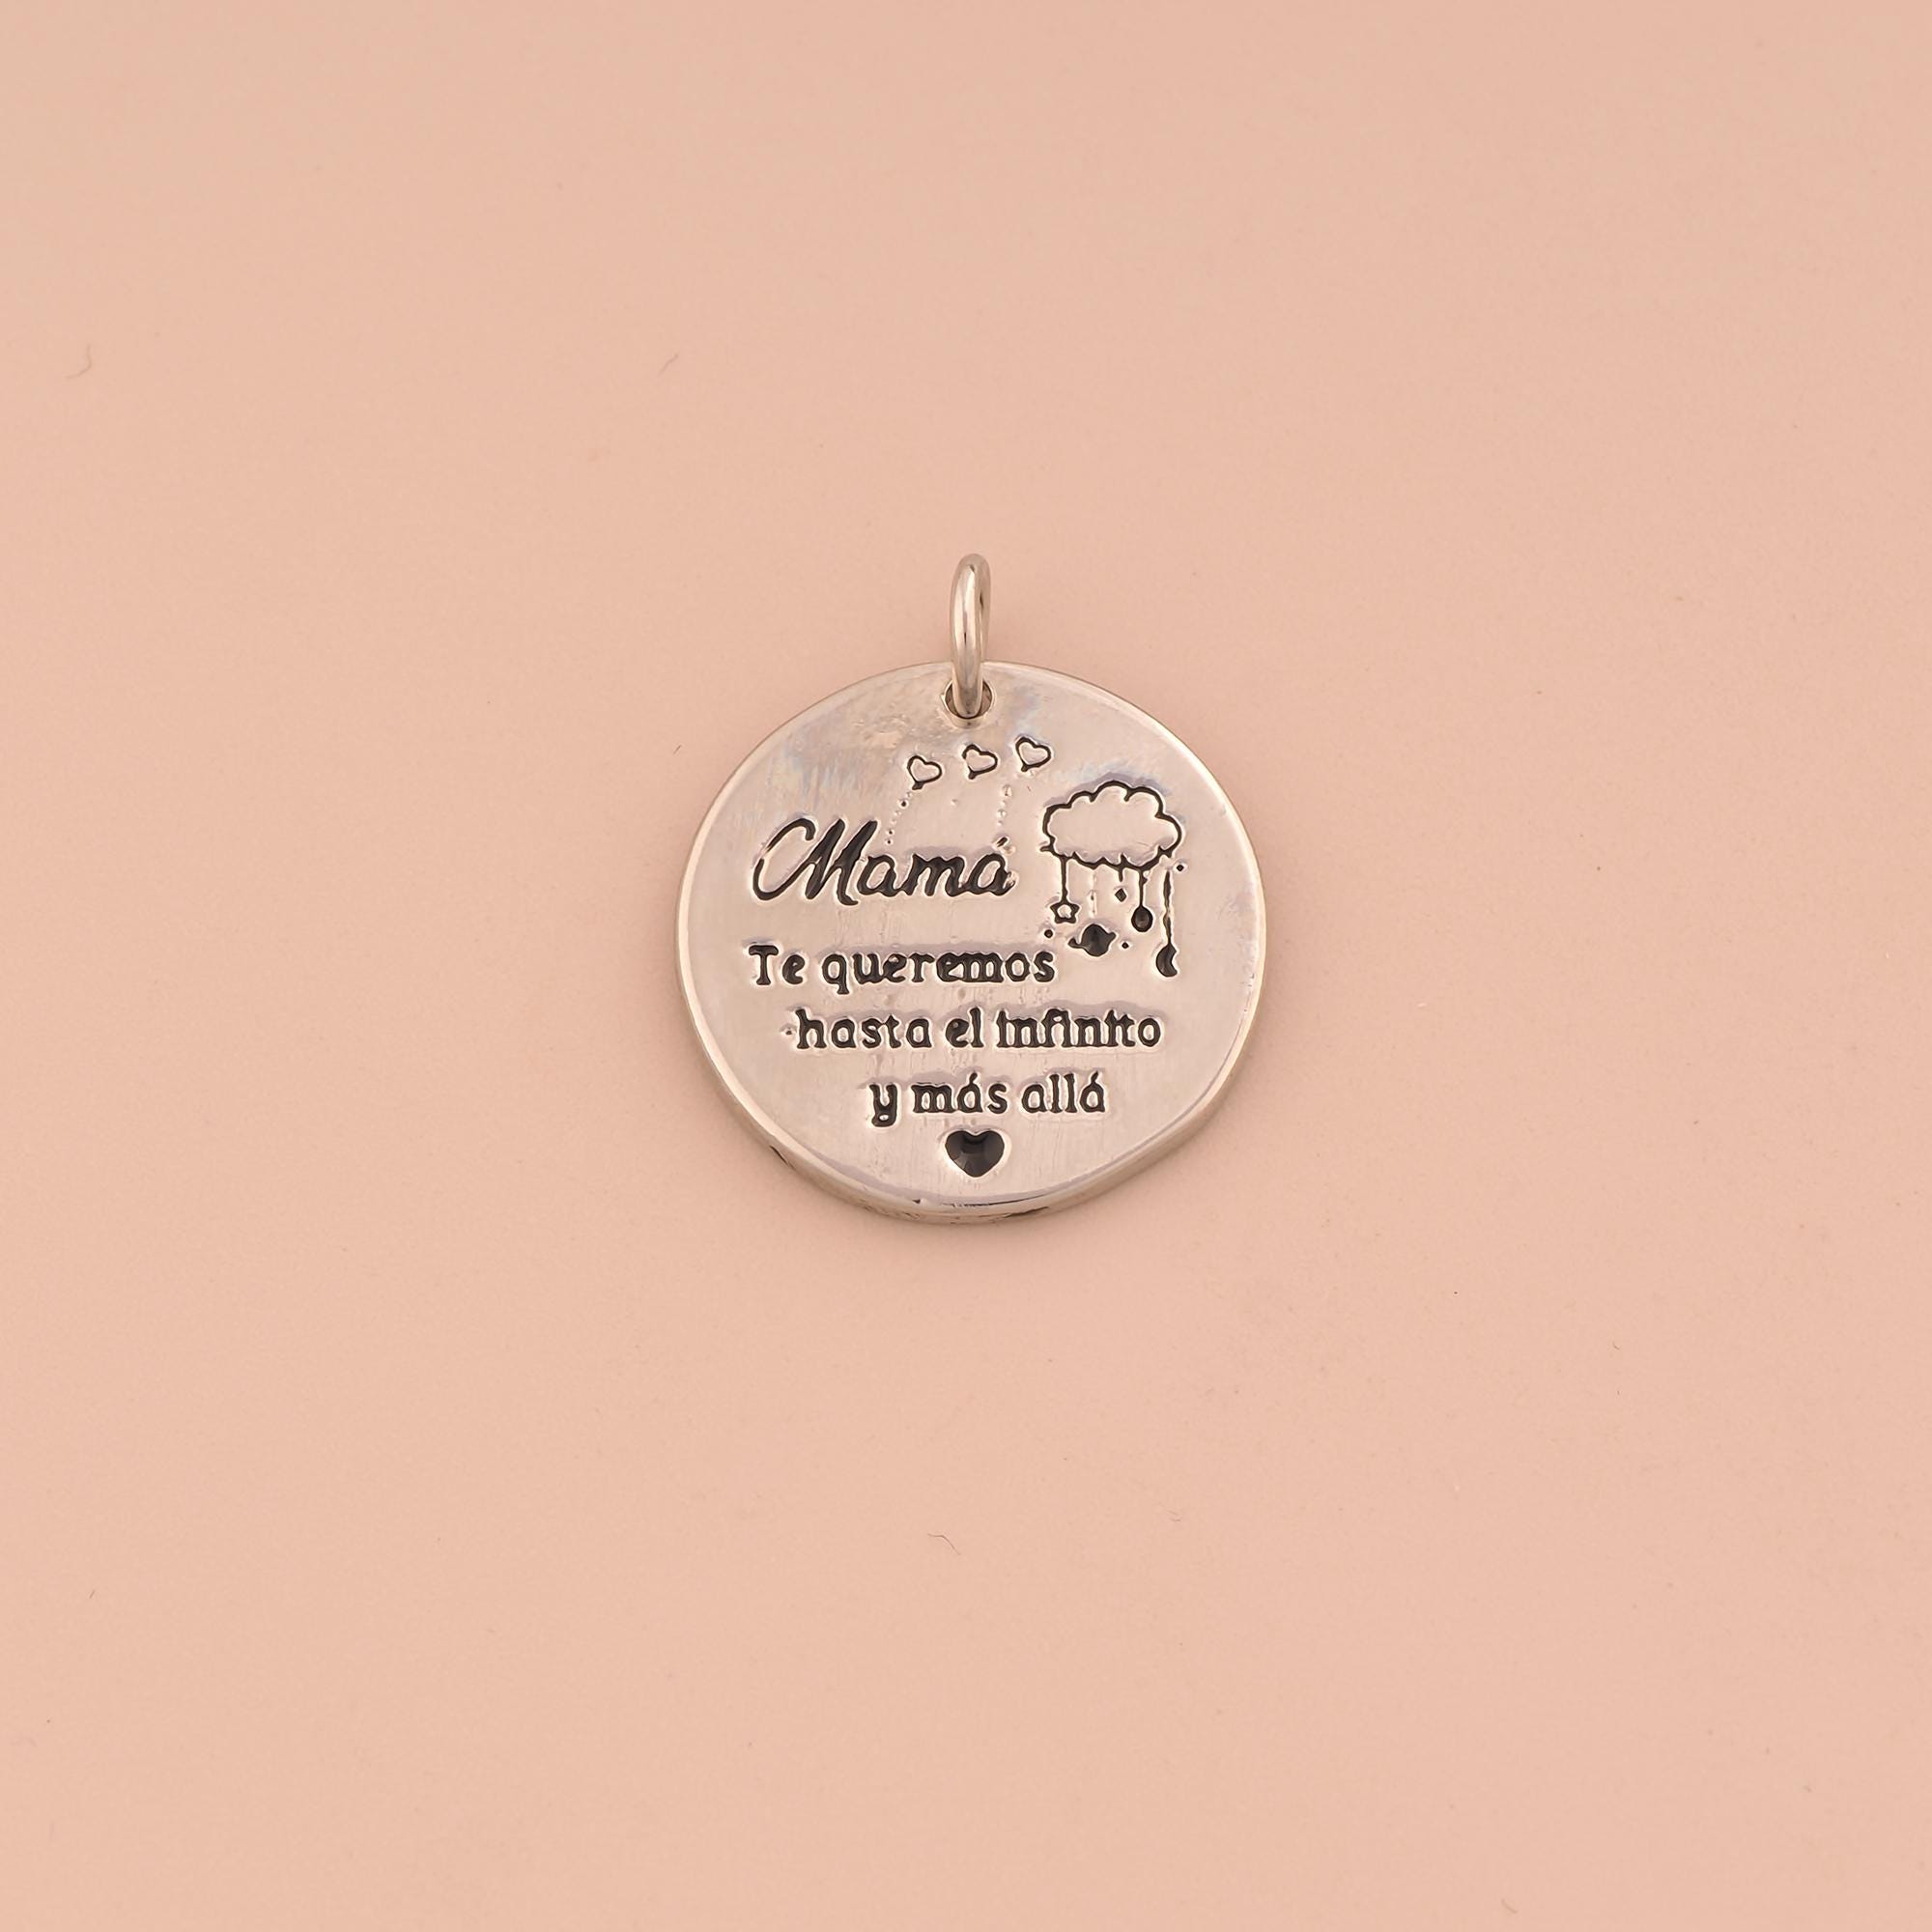 Mamá
Te queremos
hasta el infinito
y más allá